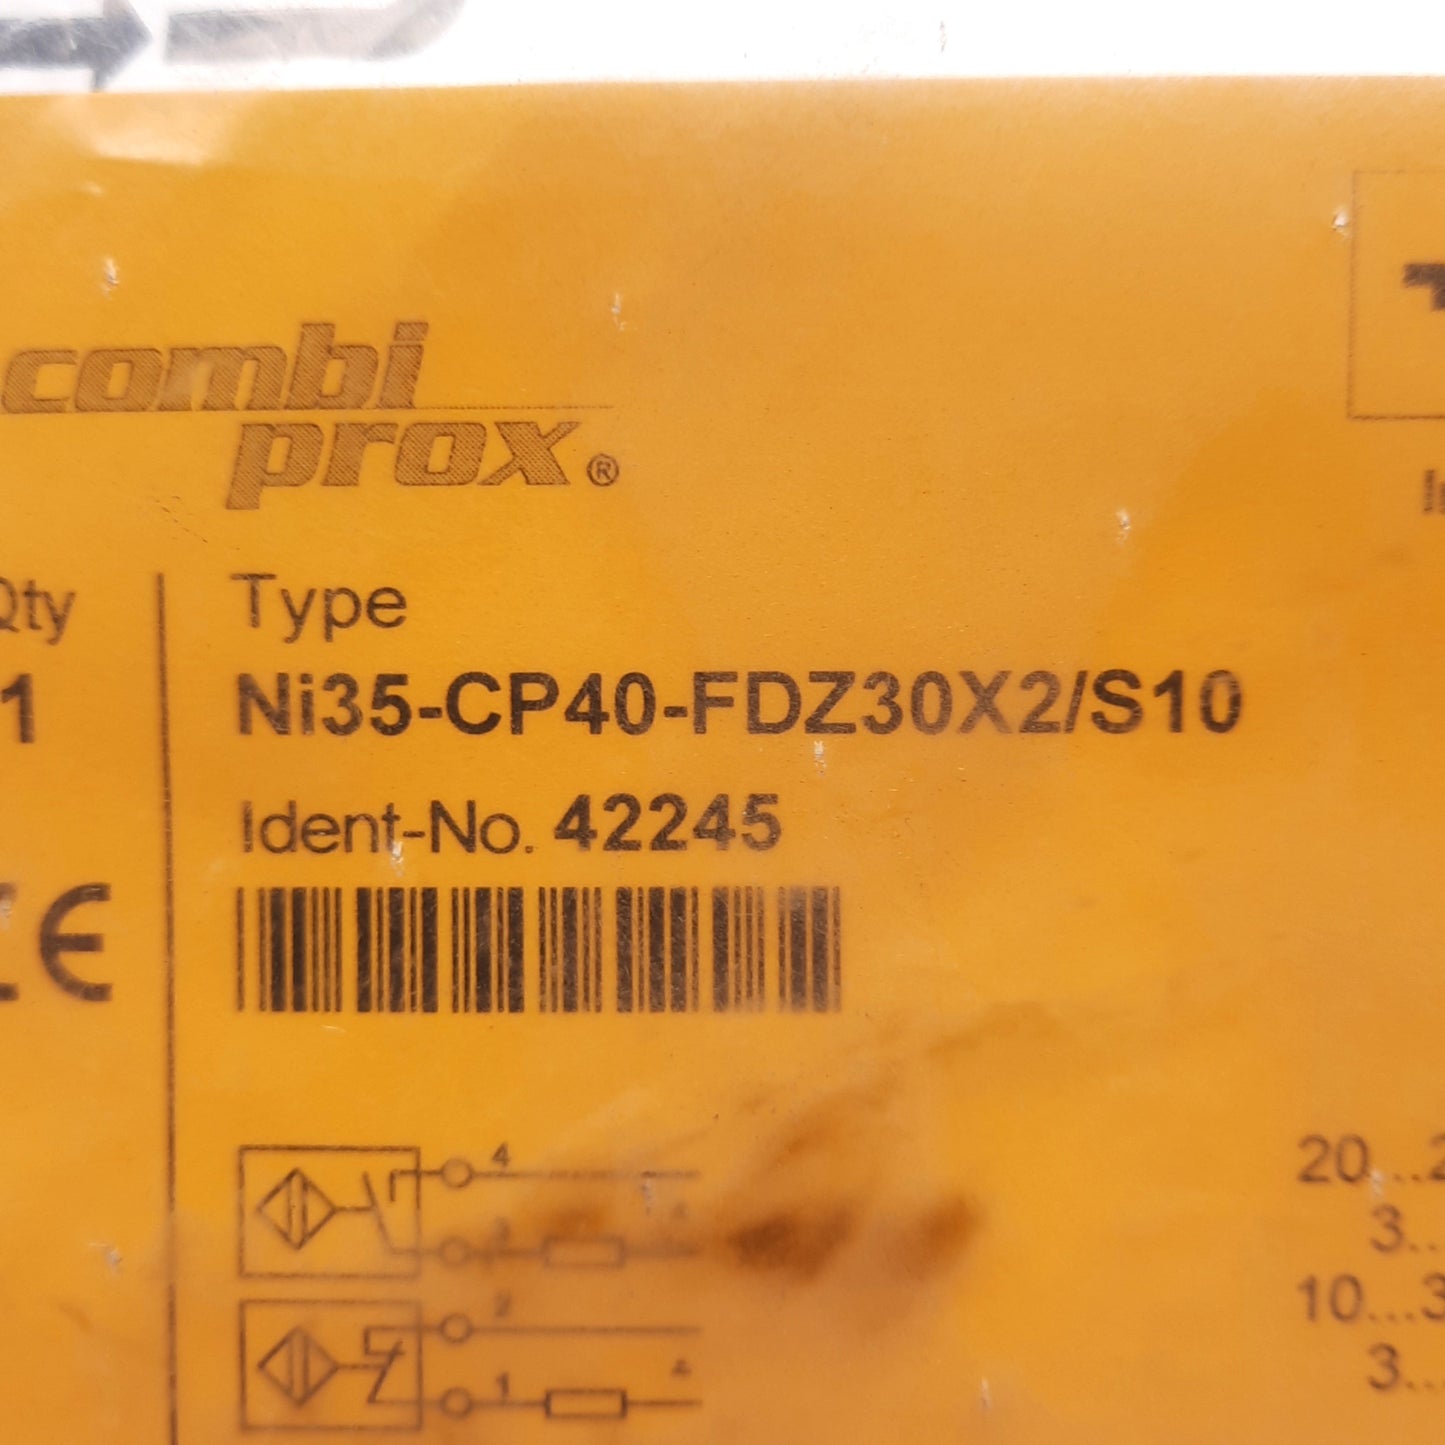 combi
prox®
Qty
Type
1
Ni35-CP40-FDZ30X2/S10
Ident-No. 42245
CE
4
3
2
1
20...2
3...
10...3
3...